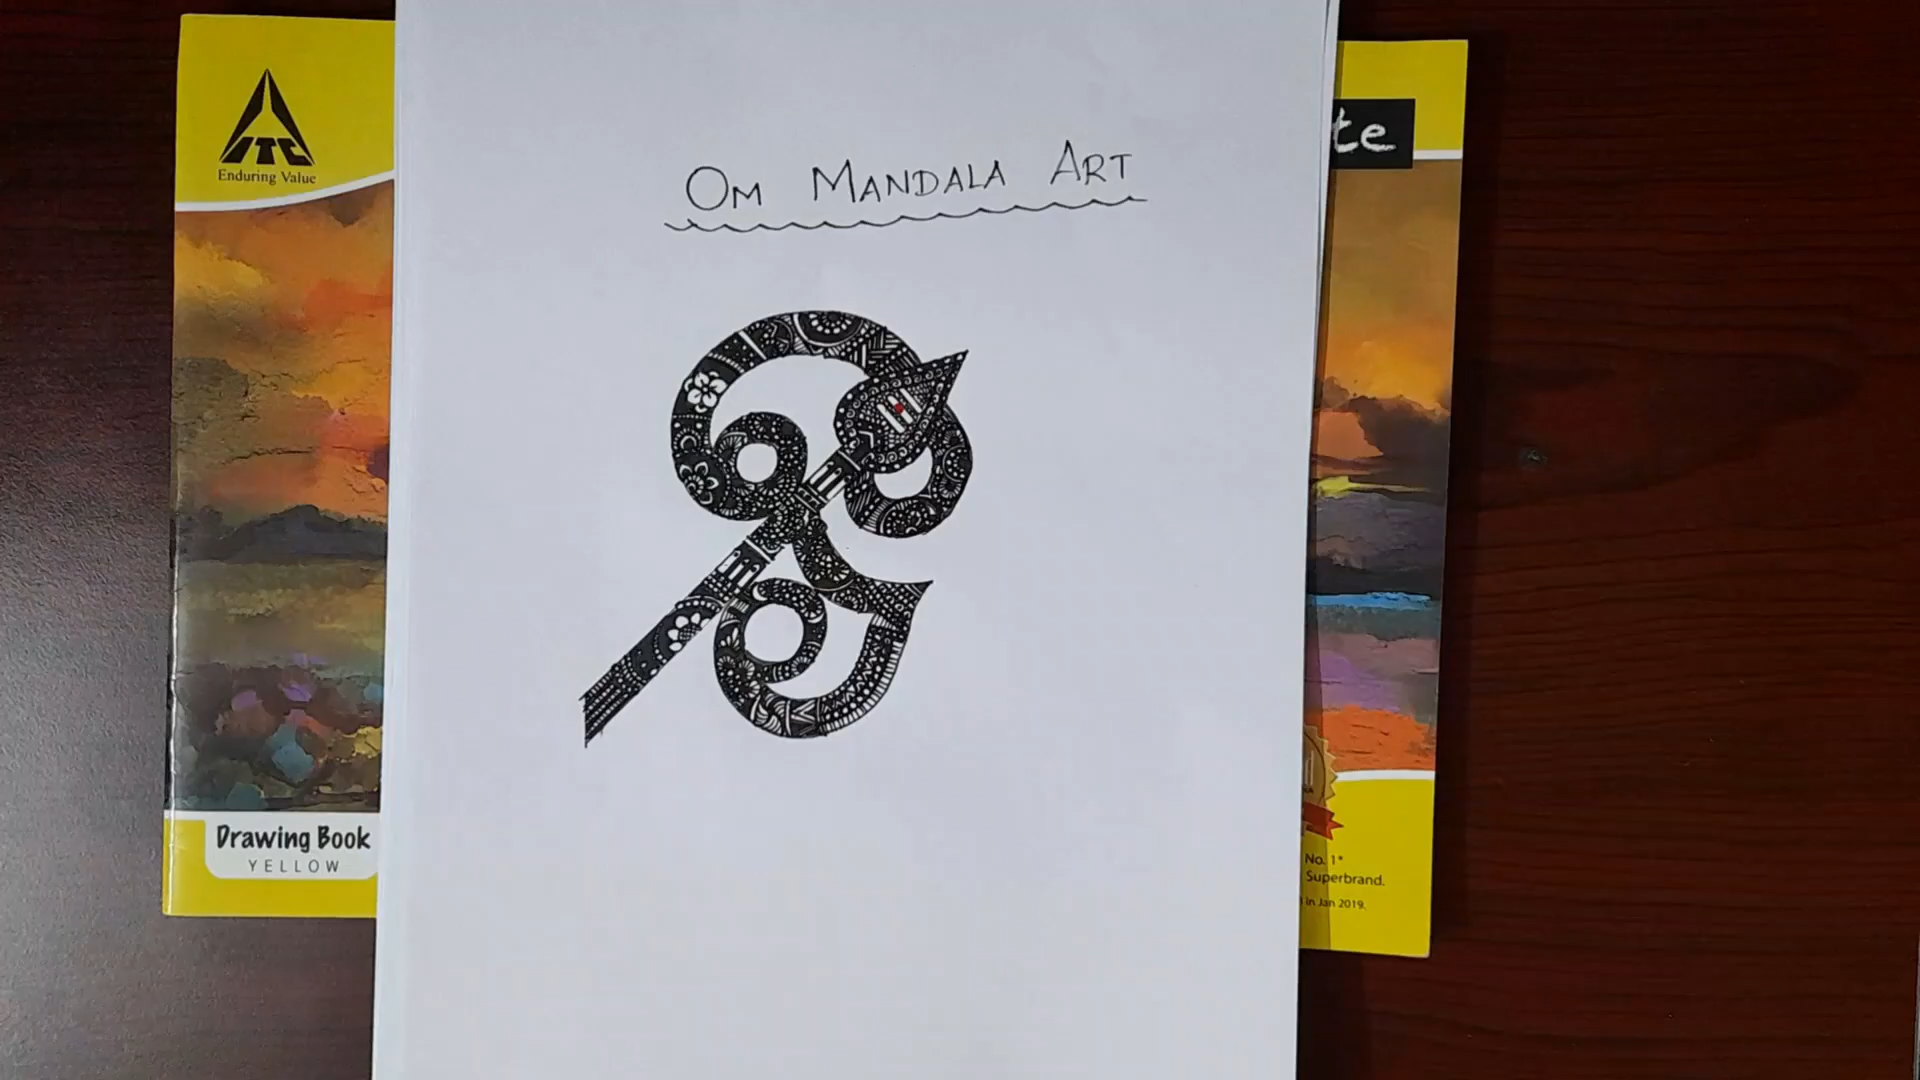 OM MANDALA ART
ITC
Enduring Value
te
Drawing Book
YELLOW
No. 1*
Superbrand.
in Jan 2019.